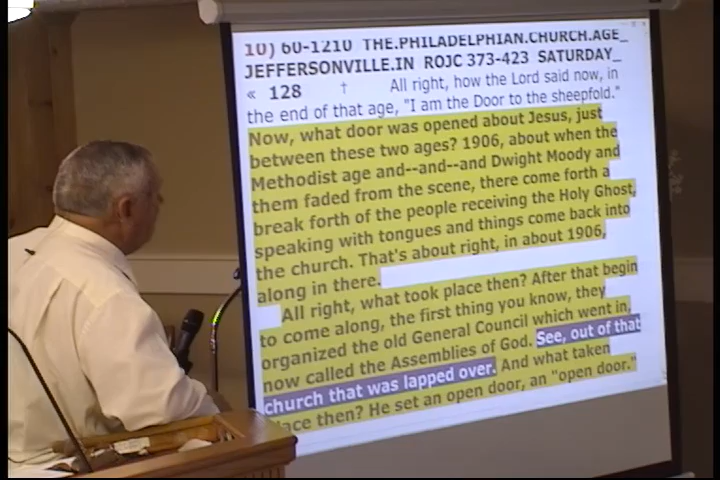 10) 60-1210 THE.PHILADELPHIAN.CHURCH.AGE_
JEFFERSONVILLE.IN ROJC 373-423 SATURDAY_
« 128 † All right, how the Lord said now, in
the end of that age, "I am the Door to the sheepfold."
Now, what door was opened about Jesus, just
between these two ages? 1906, about when the
Methodist age and--and--and Dwight Moody and
them faded from the scene, there come forth a
break forth of the people receiving the Holy Ghost,
speaking with tongues and things come back into
the church. That's about right, in about 1906,
along in there.
All right, what took place then? After that begin
to come along, the first thing you know, they
organized the old General Council which went in,
now called the Assemblies of God. See, out of that
church that was lapped over. And what taken
place then? He set an open door, an "open door."